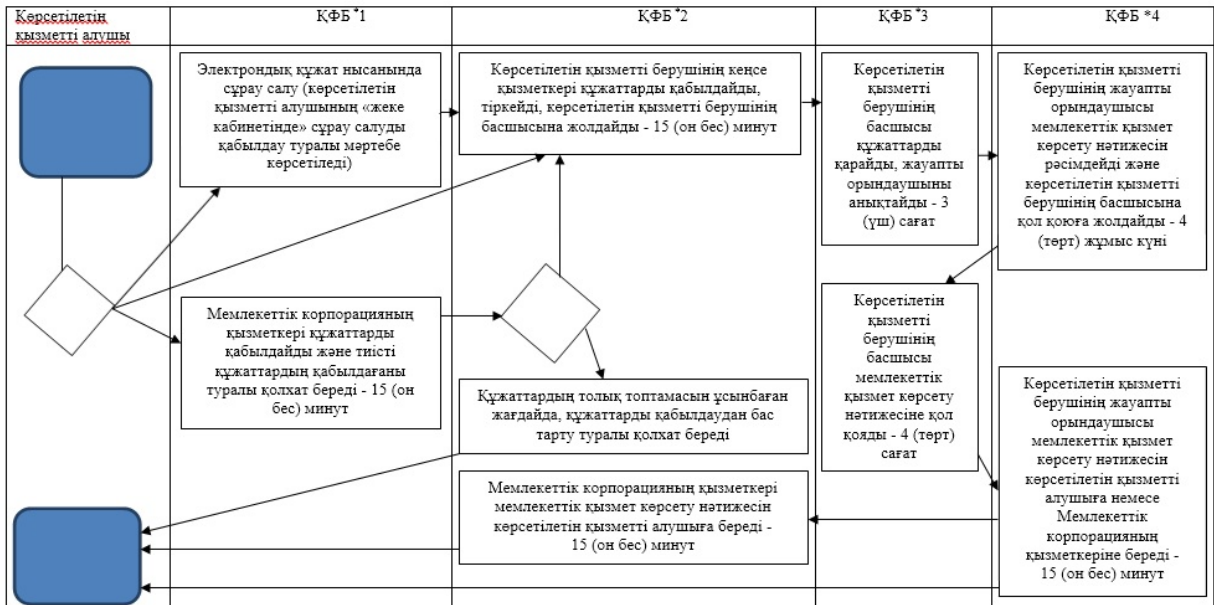 Көрсетілетін
қызметті алушы
ҚФБ *1
ҚФБ *2
ҚФБ *3
ҚФБ *4
Электрондық құжат нысанында
сұрау салу (көрсетілетін
қызметті алушының «жеке
кабинетінде» сұрау салуды
қабылдау туралы мәртебе
көрсетіледі)
Көрсетілетін қызметті берушінің кеңсе
қызметкері құжаттарды қабылдайды,
тіркейді, көрсетілетін қызметті берушінің
басшысына жолдайды - 15 (он бес) минут
Көрсетілетін
қызметті
берушінің
басшысы
құжаттарды
қарайды, жауапты
орындаушыны
анықтайды - 3
(үш) сағат
Көрсетілетін қызметті
берушінің жауапты
орындаушысы
мемлекеттік қызмет
көрсету нәтижесін
рәсімдейді және
көрсетілетін қызметті
берушінің басшысына
қол қоюға жолдайды - 4
(төрт) жұмыс күні
Мемлекеттік корпорацияның
қызметкері құжаттарды
қабылдайды және тиісті
құжаттардың қабылдағаны
туралы қолхат береді - 15 (он
бес) минут
Құжаттардың толық топтамасын ұсынбаған
жағдайда, құжаттарды қабылдаудан бас
тарту туралы қолхат береді
Көрсетілетін
қызметті
берушінің
басшысы
мемлекеттік
қызмет көрсету
нәтижесіне қол
қояды - 4 (төрт)
сағат
Көрсетілетін қызметті
берушінің жауапты
орындаушысы
мемлекеттік қызмет
көрсету нәтижесін
көрсетілетін қызметті
алушыға немесе
Мемлекеттік
корпорацияның
қызметкеріне береді -
15 (он бес) минут
Мемлекеттік корпорацияның қызметкері
мемлекеттік қызмет көрсету нәтижесін
көрсетілетін қызметті алушыға береді -
15 (он бес) минут